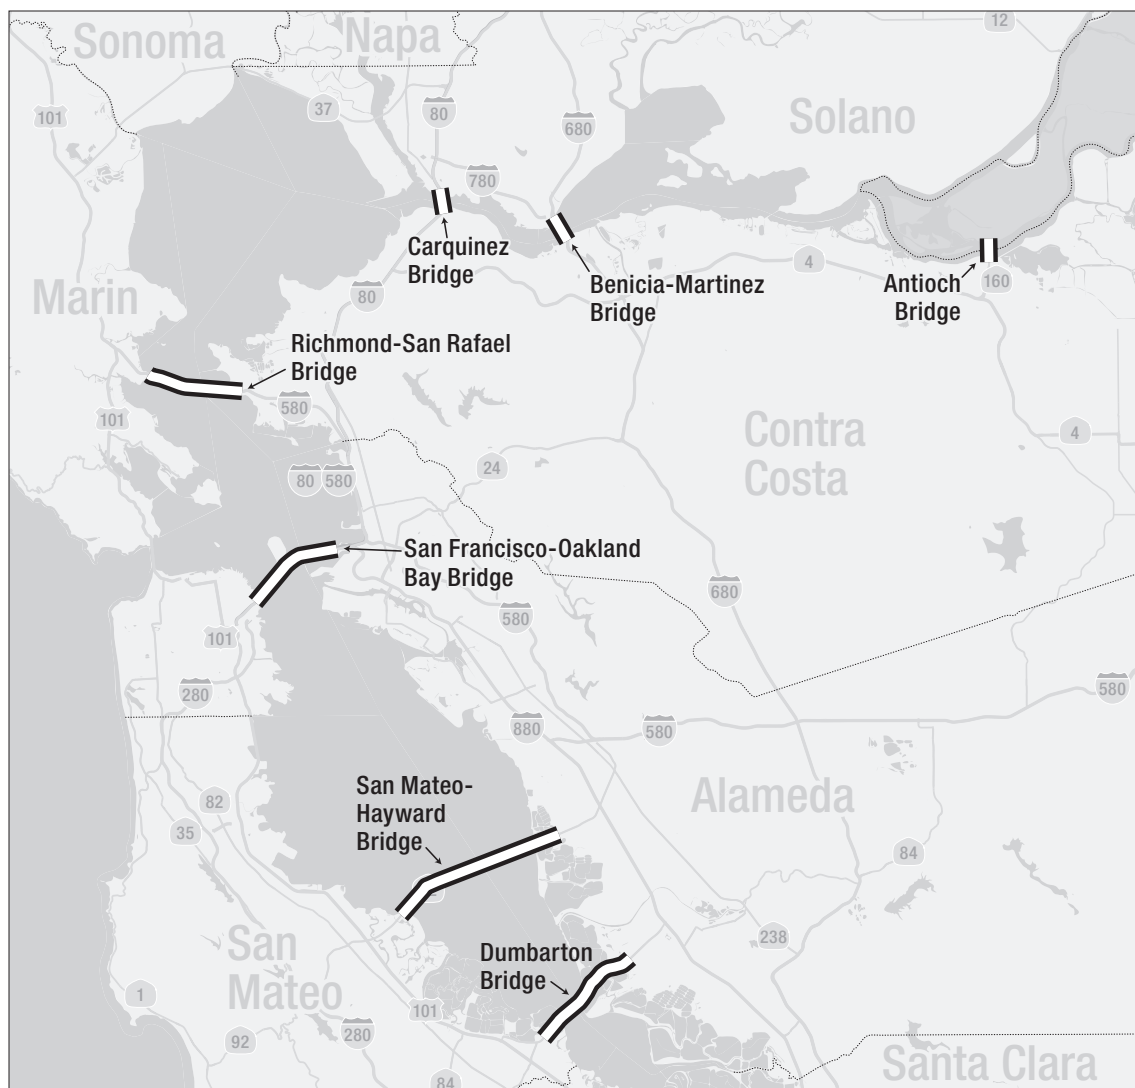 Sonoma
Napa
12
37
101
80
680
Solano
780
Carquinez
Bridge
Benicia-Martinez
Bridge
4
Antioch
Bridge
160
Marin
80
Richmond-San Rafael
Bridge
580
101
Contra
Costa
4
24
80
580
San Francisco-Oakland
Bay Bridge
680
580
101
280
580
880
580
San Mateo-
Hayward
Bridge
Alameda
82
35
84
San
Mateo
238
Dumbarton
Bridge
1
101
280
92
Santa Clara
84